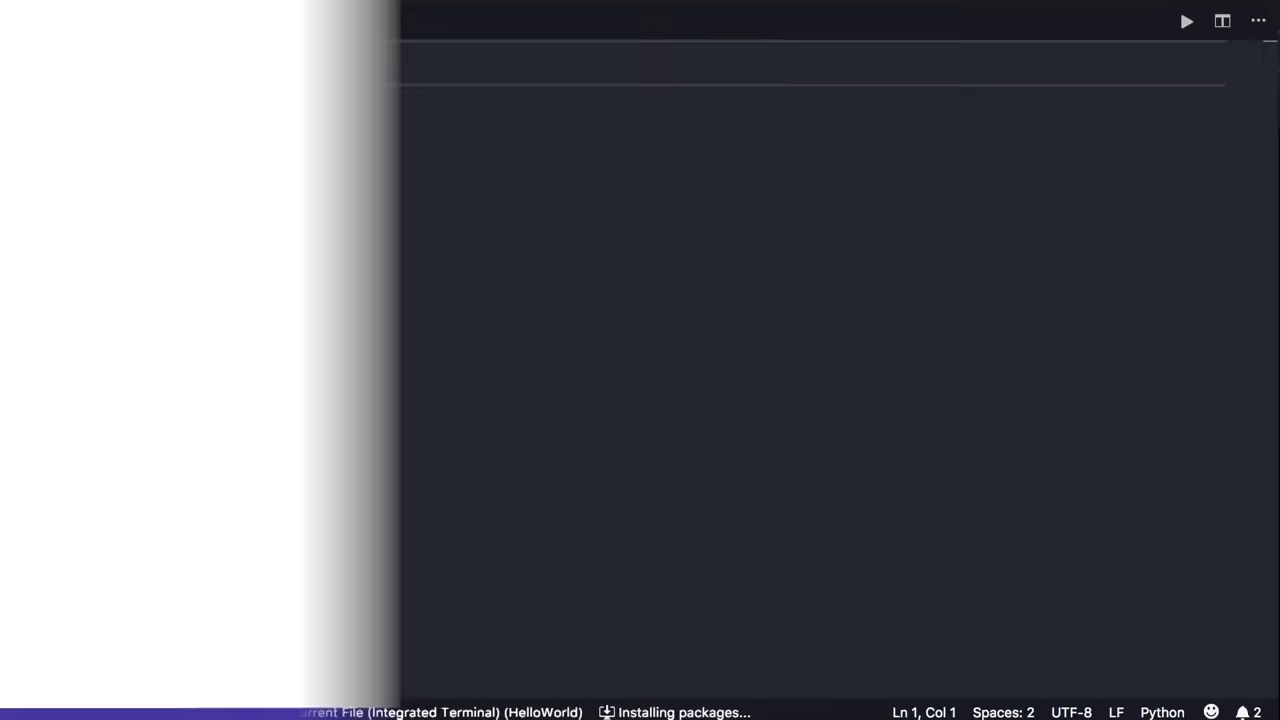 File (Integrated Terminal) (HelloWorld) Installing packages... Ln 1, Col 1 Spaces: 2 UTF-8 LF Python 2